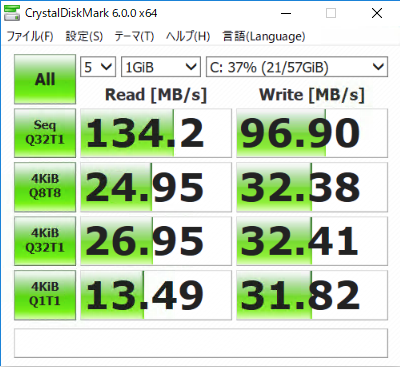 CrystalDiskMark 6.0.0 x64
ファイル(F) 設定(S) テーマ(T) ヘルプ(H) 言語(Language)
All 5 1GiB C: 37% (21/57GiB)
Read [MB/s] Write [MB/s]
Seq Q32T1 134.2 96.90
4KiB Q8T8 24.95 32.38
4KiB Q32T1 26.95 32.41
4KiB Q1T1 13.49 31.82